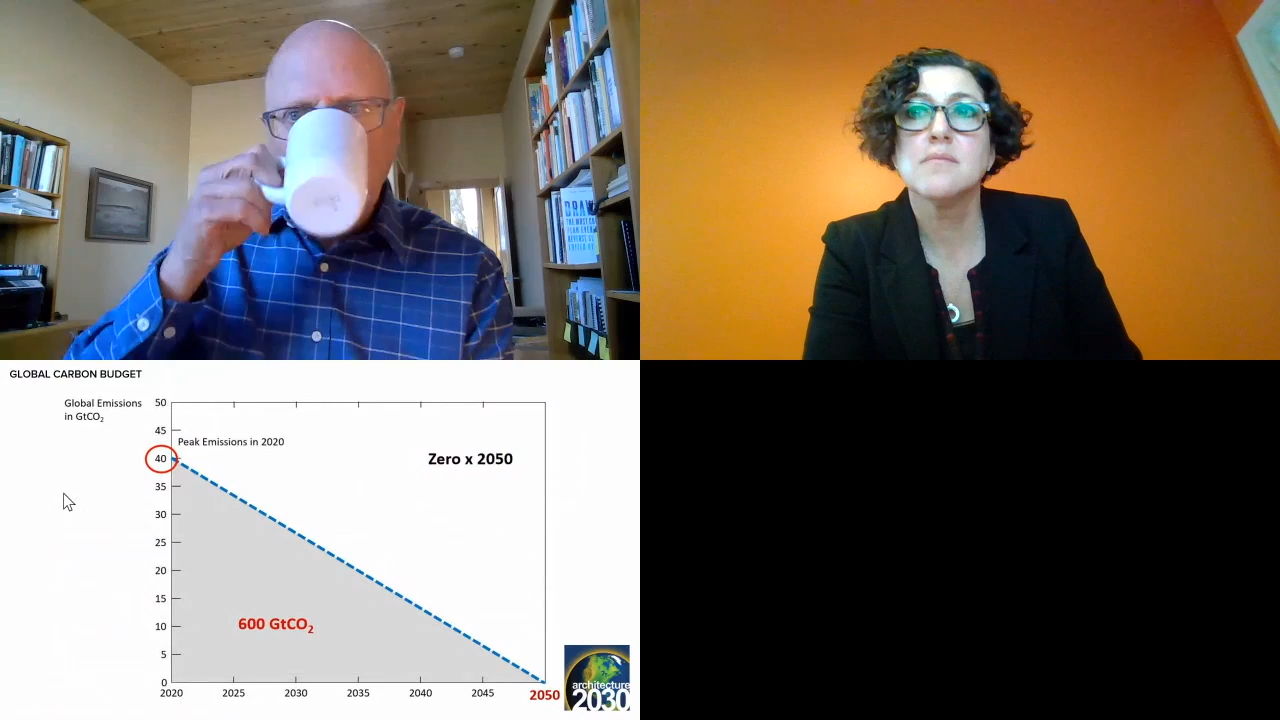 DRAW
GLOBAL CARBON BUDGET
Global Emissions
in GtCO₂
50
45
Peak Emissions in 2020
40
Zero x 2050
35
30
25
20
15
10
600 GtCO₂
5
0
2020
2025
2030
2035
2040
2045
2050
architecture
2030